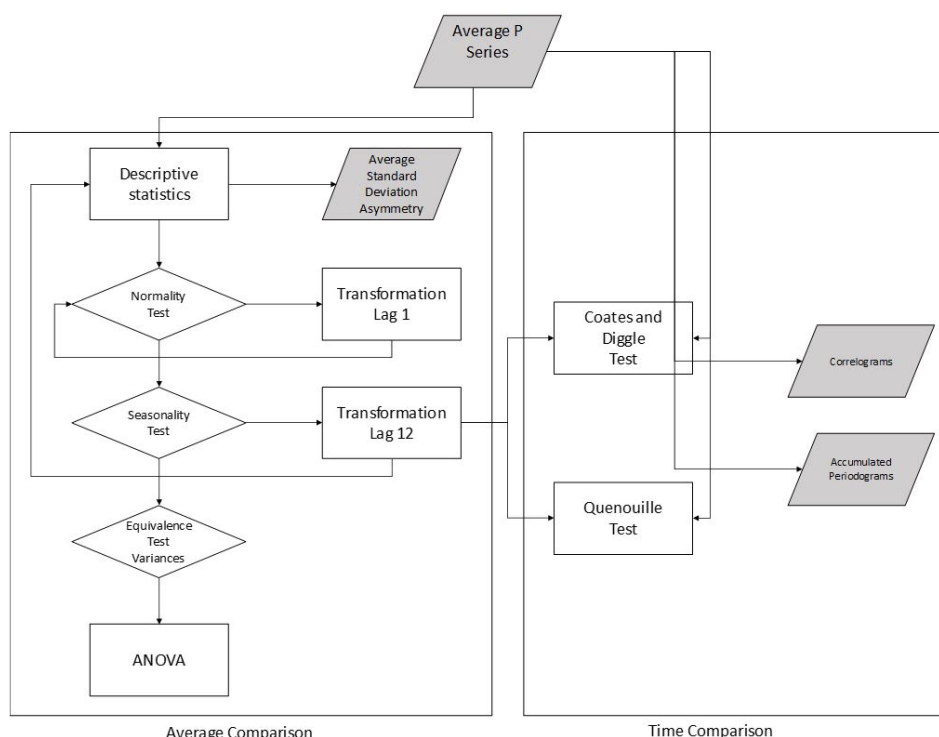 Average P
Series
Descriptive
statistics
Average
Standard
Deviation
Asymmetry
Normality
Test
Transformation
Lag 1
Coates and
Diggle
Test
Correlograms
Seasonality
Test
Transformation
Lag 12
Accumulated
Periodograms
Quenouille
Test
Equivalence
Test
Variances
ANOVA
Average Comparison
Time Comparison